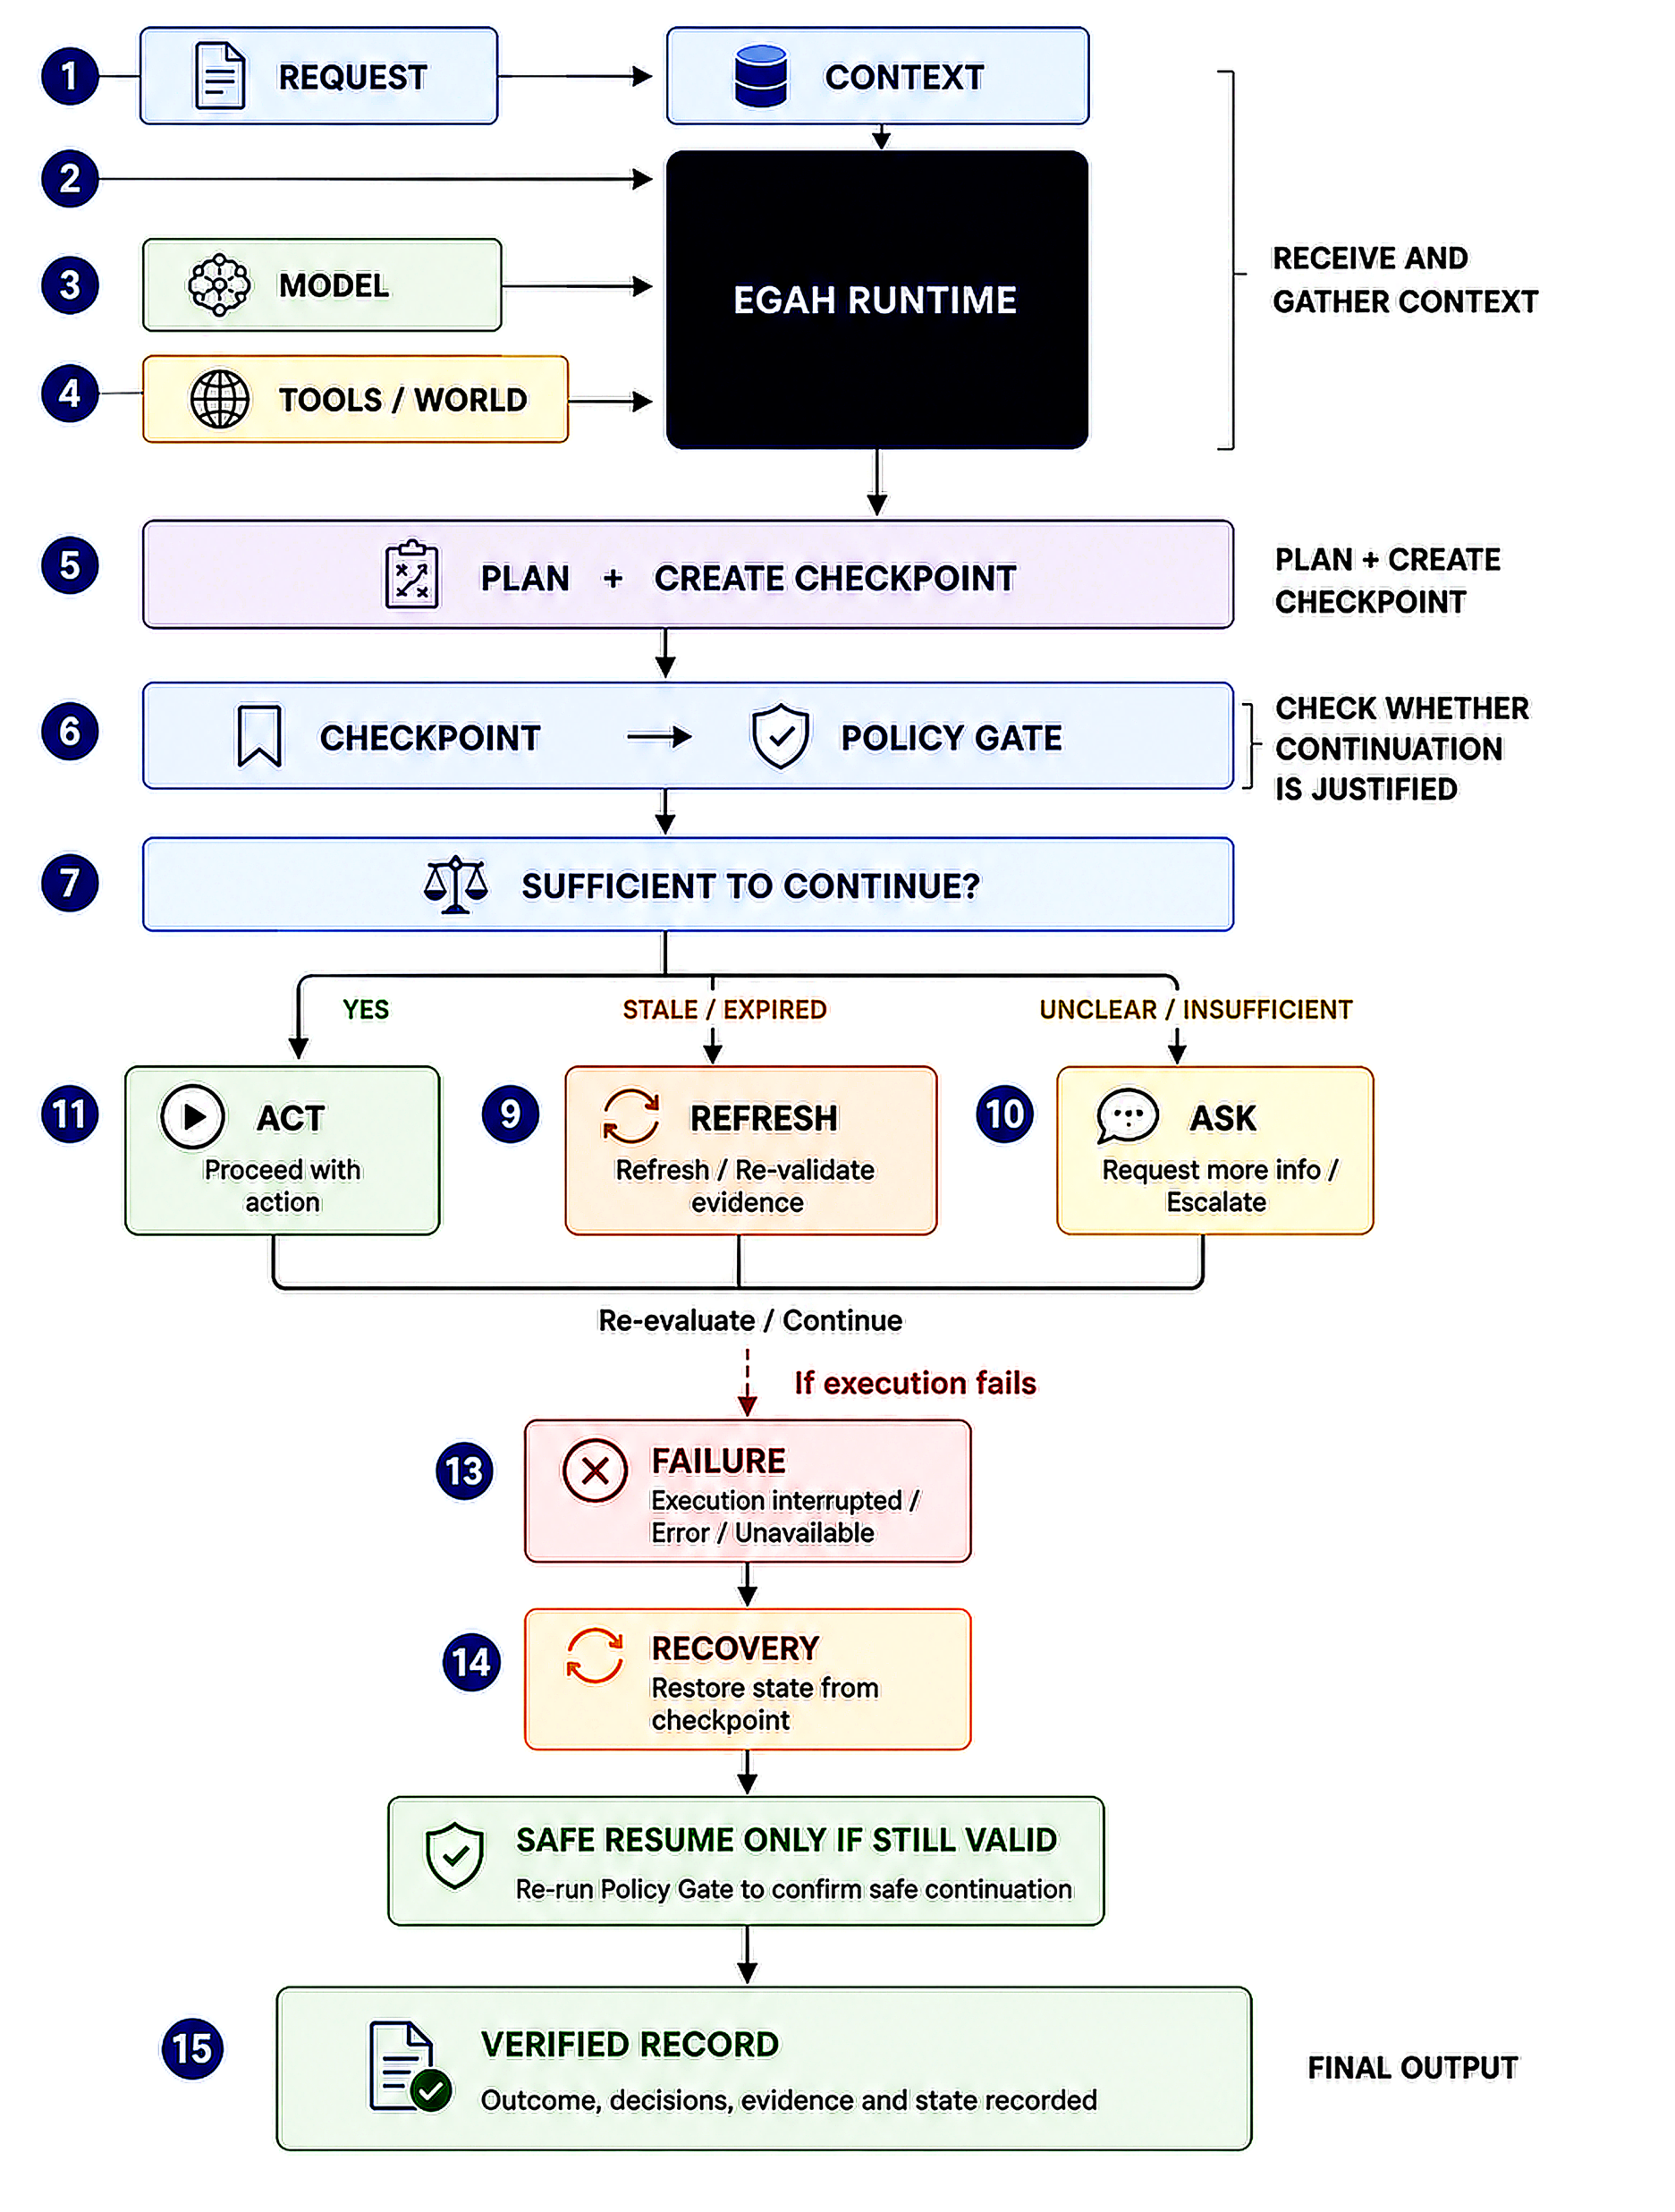 1
REQUEST
CONTEXT
2
3
MODEL
EGAH RUNTIME
4
TOOLS / WORLD
RECEIVE AND
GATHER CONTEXT
5
PLAN + CREATE CHECKPOINT
PLAN + CREATE
CHECKPOINT
6
CHECKPOINT
POLICY GATE
CHECK WHETHER
CONTINUATION
IS JUSTIFIED
7
SUFFICIENT TO CONTINUE?
YES
STALE / EXPIRED
UNCLEAR / INSUFFICIENT
11
ACT
Proceed with
action
9
REFRESH
Refresh / Re-validate
evidence
10
ASK
Request more info /
Escalate
Re-evaluate / Continue
If execution fails
13
FAILURE
Execution interrupted /
Error / Unavailable
14
RECOVERY
Restore state from
checkpoint
SAFE RESUME ONLY IF STILL VALID
Re-run Policy Gate to confirm safe continuation
15
VERIFIED RECORD
Outcome, decisions, evidence and state recorded
FINAL OUTPUT